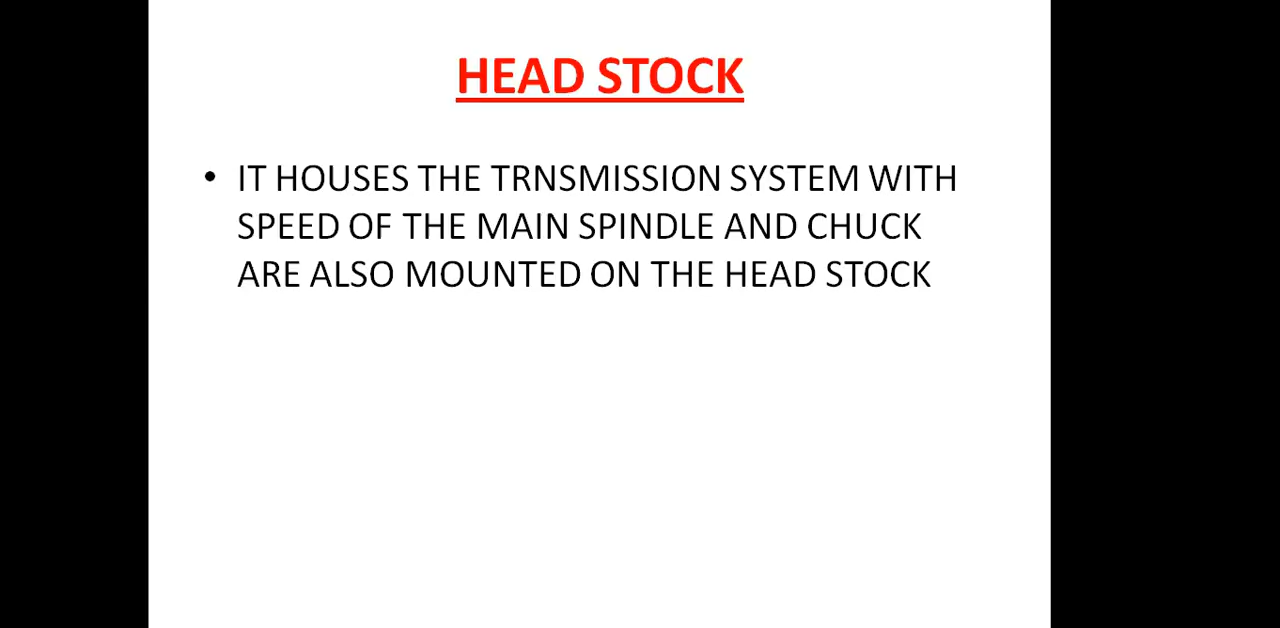 HEAD STOCK
• IT HOUSES THE TRNSMISSION SYSTEM WITH
SPEED OF THE MAIN SPINDLE AND CHUCK
ARE ALSO MOUNTED ON THE HEAD STOCK